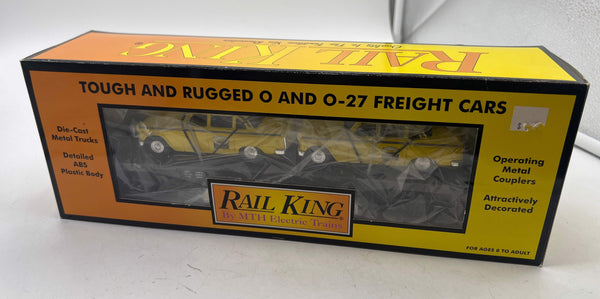 RAIL KING
TOUGH AND RUGGED O AND O-27 FREIGHT CARS
Die-Cast
Metal Trucks
Detailed
ABS
Plastic Body
Operating
Metal
Couplers
Attractively
Decorated
RAIL KING®
By MTH Electric Trains
FOR AGES 8 TO ADULT